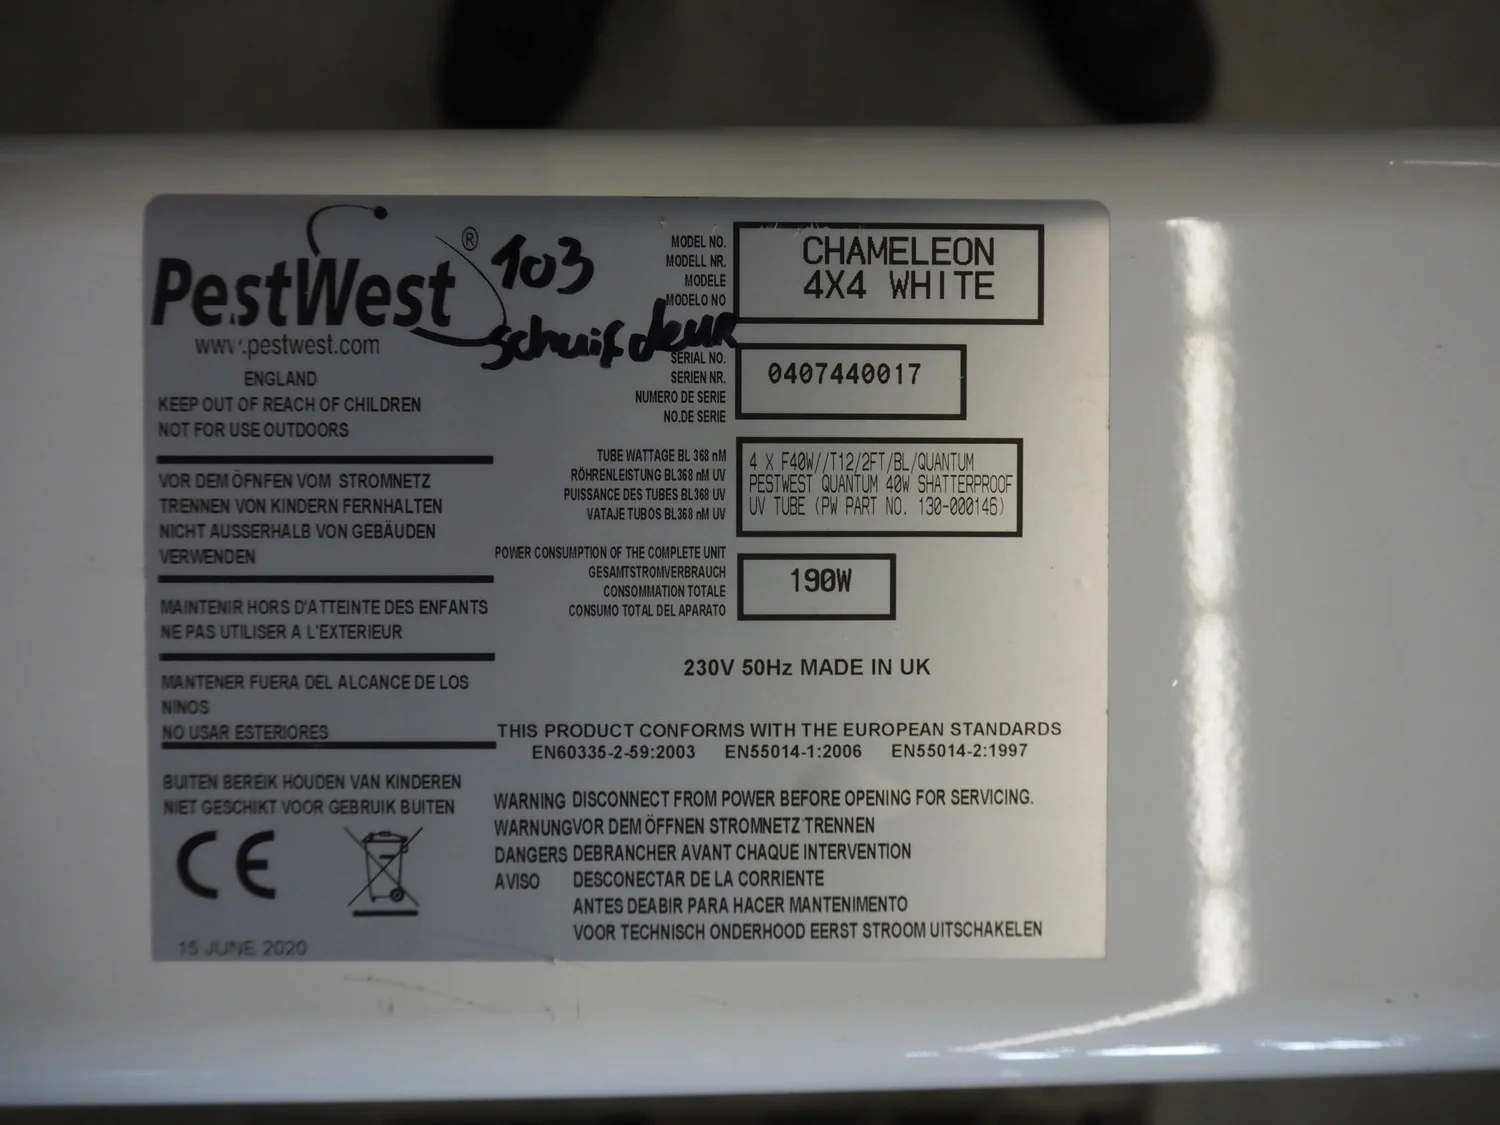 PestWest®
www.pestwest.com
103
schuifdeur
ENGLAND
KEEP OUT OF REACH OF CHILDREN
NOT FOR USE OUTDOORS
VOR DEM ÖFNFEN VOM STROMNETZ
TRENNEN VON KINDERN FERNHALTEN
NICHT AUSSERHALB VON GEBÄUDEN
VERWENDEN
MAINTENIR HORS D'ATTEINTE DES ENFANTS
NE PAS UTILISER A L'EXTERIEUR
MANTENER FUERA DEL ALCANCE DE LOS
NINOS
NO USAR ESTERIORES
BUITEN BEREIK HOUDEN VAN KINDEREN
NIET GESCHIKT VOOR GEBRUIK BUITEN
CE
15 JUNE 2020
MODEL NO.
MODELL NR.
MODELE
MODELO NO
CHAMELEON
4X4 WHITE
SERIAL NO.
SERIEN NR.
NUMERO DE SERIE
NO.DE SERIE
0407440017
TUBE WATTAGE BL 368 nM
RÖHRENLEISTUNG BL368 nM UV
PUISSANCE DES TUBES BL368 UV
VATAJE TUBOS BL368 nM UV
4 X F40W//T12/2FT/BL/QUANTUM
PESTWEST QUANTUM 40W SHATTERPROOF
UV TUBE (PW PART NO. 130-000146)
POWER CONSUMPTION OF THE COMPLETE UNIT
GESAMTSTROMVERBRAUCH
CONSOMMATION TOTALE
CONSUMO TOTAL DEL APARATO
190W
230V 50Hz MADE IN UK
THIS PRODUCT CONFORMS WITH THE EUROPEAN STANDARDS
EN60335-2-59:2003 EN55014-1:2006 EN55014-2:1997
WARNING DISCONNECT FROM POWER BEFORE OPENING FOR SERVICING.
WARNUNG VOR DEM ÖFFNEN STROMNETZ TRENNEN
DANGERS DEBRANCHER AVANT CHAQUE INTERVENTION
AVISO DESCONECTAR DE LA CORRIENTE
ANTES DEABIR PARA HACER MANTENIMENTO
VOOR TECHNISCH ONDERHOOD EERST STROOM UITSCHAKELEN